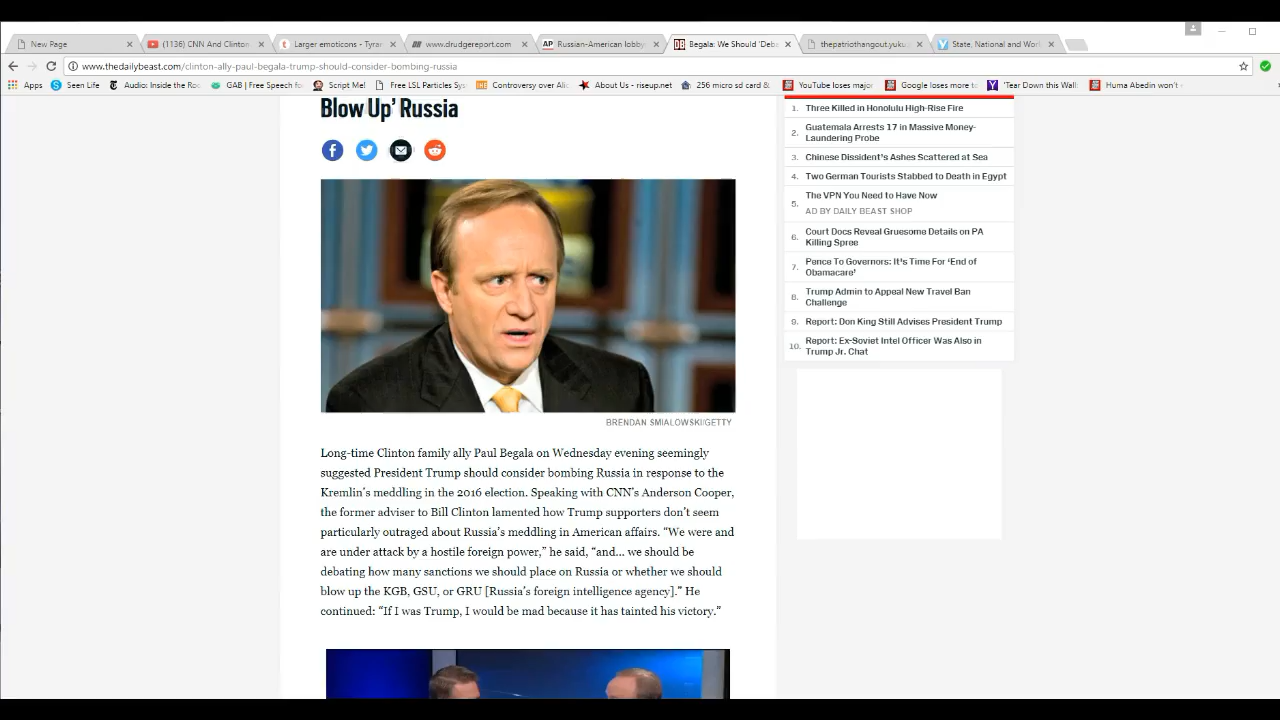 New Page
(1136) CNN And Clinton
Larger emoticons - Tyran
www.drudgereport.com
Russian-American lobby
Begala: We Should 'Deb
thepatriothangout.yuku
State, National and Worl
www.thedailybeast.com/clinton-ally-paul-begala-trump-should-consider-bombing-russia
Apps
Seen Life
Audio: Inside the Ro
GAB | Free Speech fo
Script Mel
Free LSL Particles Sys
Controversy over Ali
About Us - riseup.net
256 micro sd card &
YouTube loses major
Google loses more to
'Tear Down this Wall
Huma Abedin won't
Blow Up' Russia
BRENDAN SMIALOWSKI/GETTY
Long-time Clinton family ally Paul Begala on Wednesday evening seemingly
suggested President Trump should consider bombing Russia in response to the
Kremlin's meddling in the 2016 election. Speaking with CNN's Anderson Cooper,
the former adviser to Bill Clinton lamented how Trump supporters don't seem
particularly outraged about Russia's meddling in American affairs. “We were and
are under attack by a hostile foreign power,” he said, “and... we should be
debating how many sanctions we should place on Russia or whether we should
blow up the KGB, GSU, or GRU [Russia's foreign intelligence agency].” He
continued: “If I was Trump, I would be mad because it has tainted his victory.”
1. Three Killed in Honolulu High-Rise Fire
2. Guatemala Arrests 17 in Massive Money-
Laundering Probe
3. Chinese Dissident's Ashes Scattered at Sea
4. Two German Tourists Stabbed to Death in Egypt
5. The VPN You Need to Have Now
AD BY DAILY BEAST SHOP
6. Court Docs Reveal Gruesome Details on PA
Killing Spree
7. Pence To Governors: It's Time For 'End of
Obamacare'
8. Trump Admin to Appeal New Travel Ban
Challenge
9. Report: Don King Still Advises President Trump
10. Report: Ex-Soviet Intel Officer Was Also in
Trump Jr. Chat